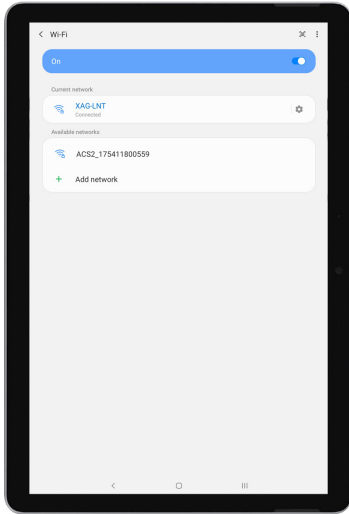 Wi-Fi
On
Current network
XAG-LNT
Connected
Available networks
ACS2_175411800559
Add network